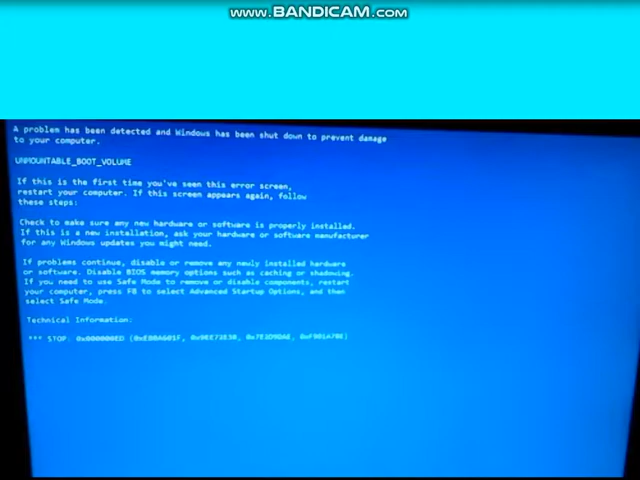 www.BANDICAM.com
A problem has been detected and Windows has been shut down to prevent damage
to your computer.
UNMOUNTABLE_BOOT_VOLUME
If this is the first time you've seen this error screen,
restart your computer. If this screen appears again, follow
these steps:
Check to make sure any new hardware or software is properly installed.
If this is a new installation, ask your hardware or software manufacturer
for any Windows updates you might need.
If problems continue, disable or remove any newly installed hardware
or software. Disable BIOS memory options such as caching or shadowing.
If you need to use Safe Mode to remove or disable components, restart
your computer, press F8 to select Advanced Startup Options, and then
select Safe Mode.
Technical Information:
*** STOP: 0x000000ED